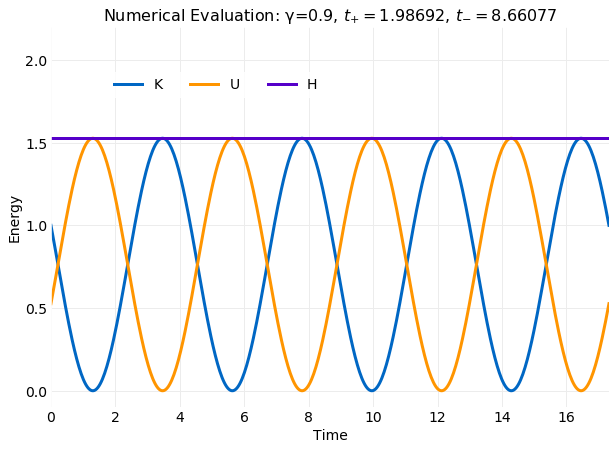 Numerical Evaluation: γ=0.9, t₊ = 1.98692, t₋ = 8.66077
K U H
2.0
1.5
1.0
0.5
0.0
Energy
0 2 4 6 8 10 12 14 16
Time